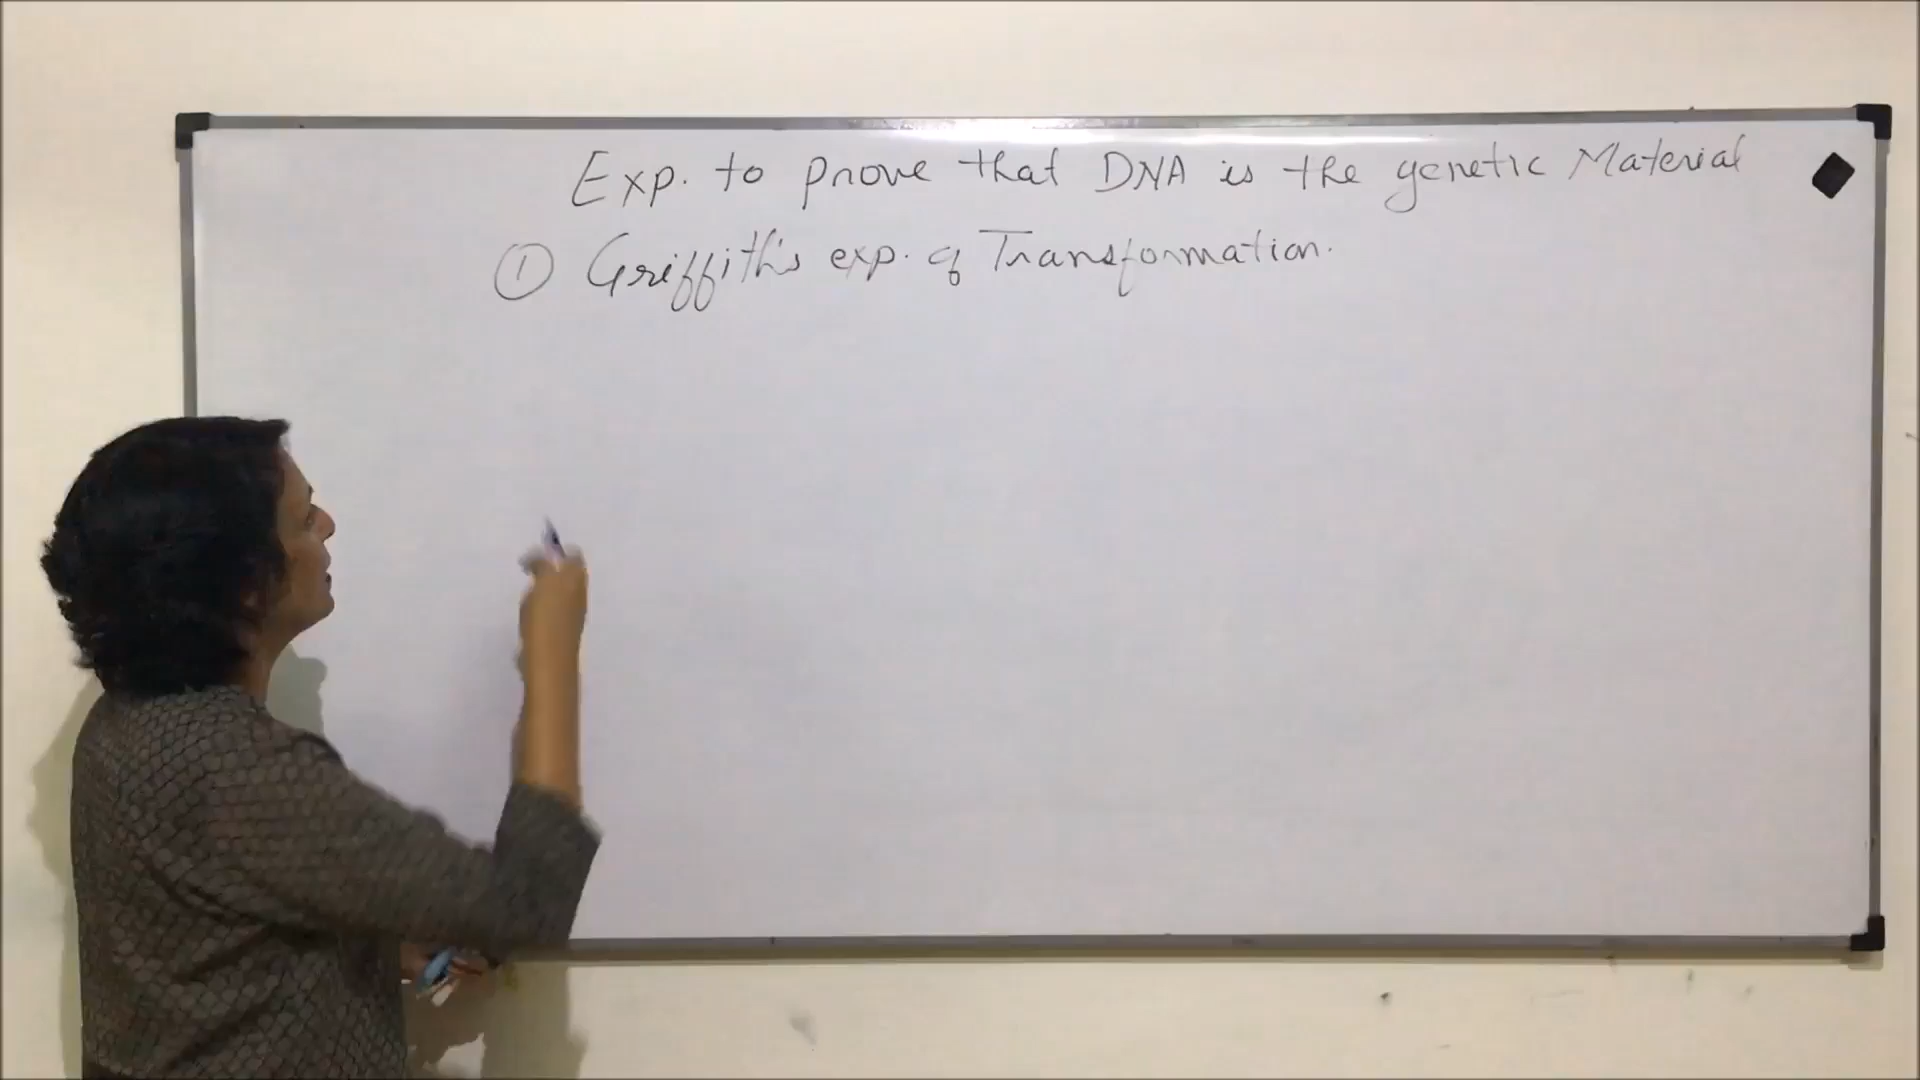 Exp. to prove that DNA is the genetic Material
① Griffith's exp. of Transformation.